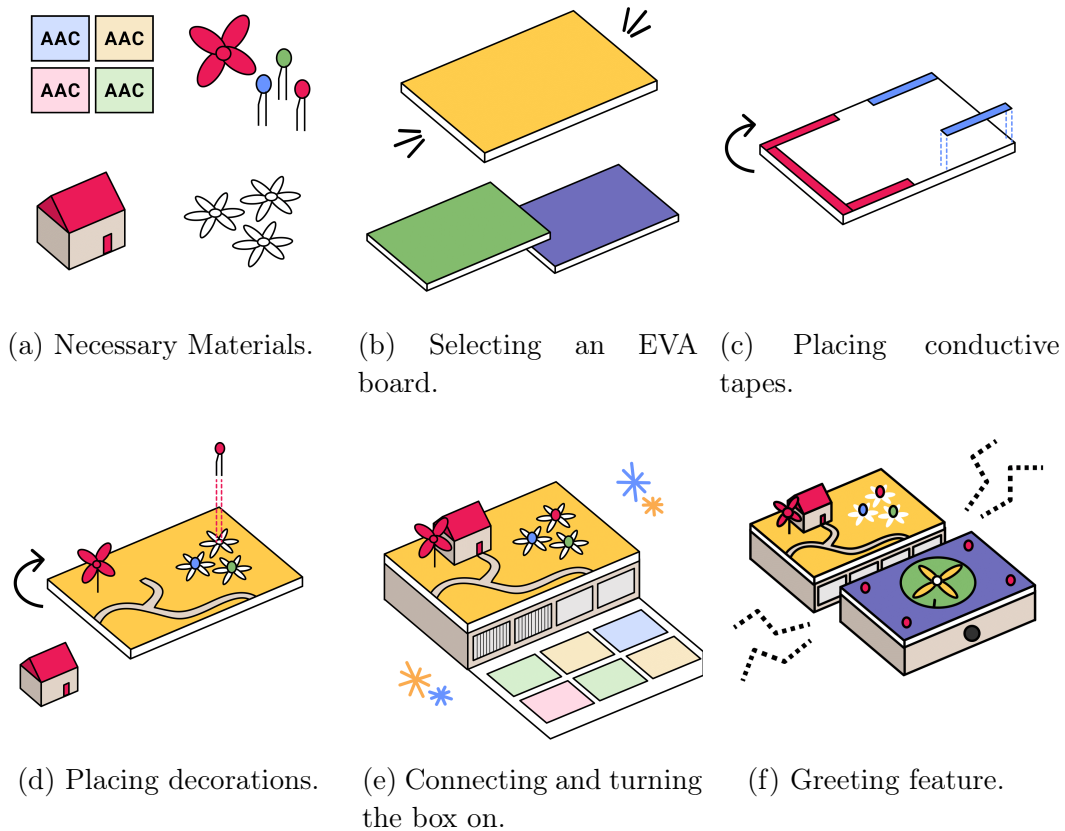 AAC AAC
AAC AAC
(a) Necessary Materials.
(b) Selecting an EVA
board.
(c) Placing conductive
tapes.
(d) Placing decorations.
(e) Connecting and turning
the box on.
(f) Greeting feature.